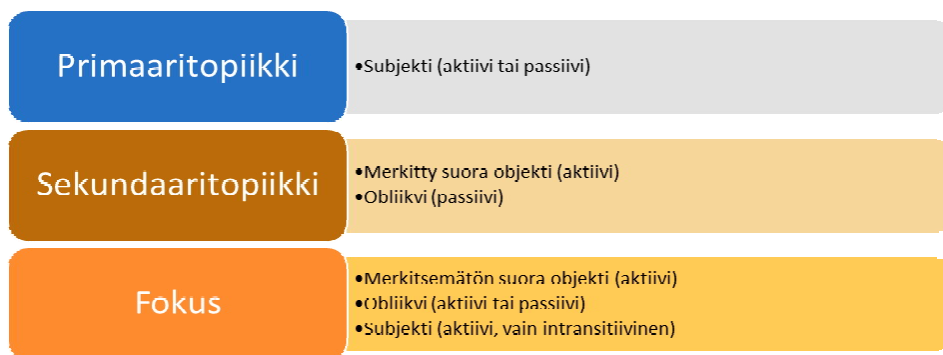 Primaaritopiikki
•Subjekti (aktiivi tai passiivi)
Sekundaaritopiikki
•Merkitty suora objekti (aktiivi)
•Obliikvi (passiivi)
Fokus
•Merkitsemätön suora objekti (aktiivi)
•Obliikvi (aktiivi tai passiivi)
•Subjekti (aktiivi, vain intransitiivinen)